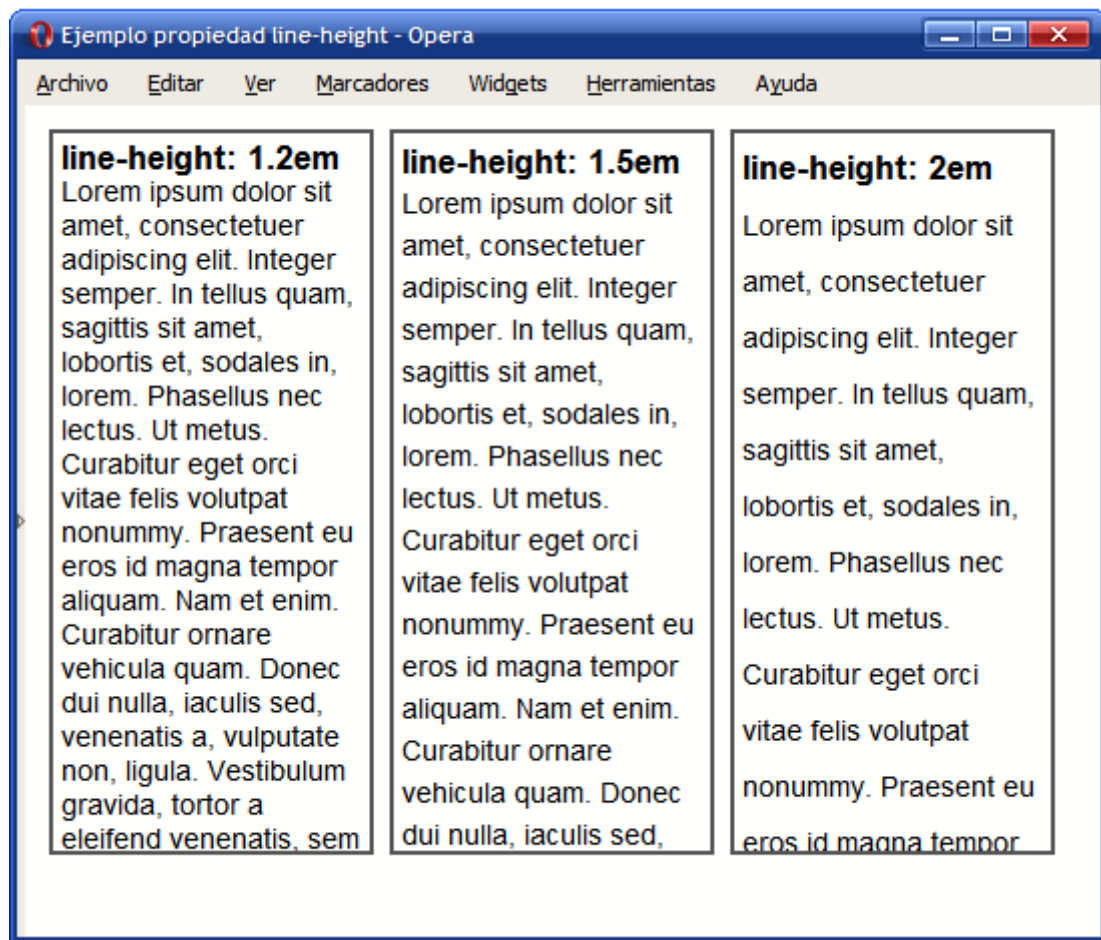 Ejemplo propiedad line-height - Opera
Archivo Editar Ver Marcadores Widgets Herramientas Ayuda
line-height: 1.2em
Lorem ipsum dolor sit
amet, consectetuer
adipiscing elit. Integer
semper. In tellus quam,
sagittis sit amet,
lobortis et, sodales in,
lorem. Phasellus nec
lectus. Ut metus.
Curabitur eget orci
vitae felis volutpat
nonummy. Praesent eu
eros id magna tempor
aliquam. Nam et enim.
Curabitur ornare
vehicula quam. Donec
dui nulla, iaculis sed,
venenatis a, vulputate
non, ligula. Vestibulum
gravida, tortor a
eleifend venenatis, sem
line-height: 1.5em
Lorem ipsum dolor sit
amet, consectetuer
adipiscing elit. Integer
semper. In tellus quam,
sagittis sit amet,
lobortis et, sodales in,
lorem. Phasellus nec
lectus. Ut metus.
Curabitur eget orci
vitae felis volutpat
nonummy. Praesent eu
eros id magna tempor
aliquam. Nam et enim.
Curabitur ornare
vehicula quam. Donec
dui nulla, iaculis sed,
line-height: 2em
Lorem ipsum dolor sit
amet, consectetuer
adipiscing elit. Integer
semper. In tellus quam,
sagittis sit amet,
lobortis et, sodales in,
lorem. Phasellus nec
lectus. Ut metus.
Curabitur eget orci
vitae felis volutpat
nonummy. Praesent eu
eros id magna tempor